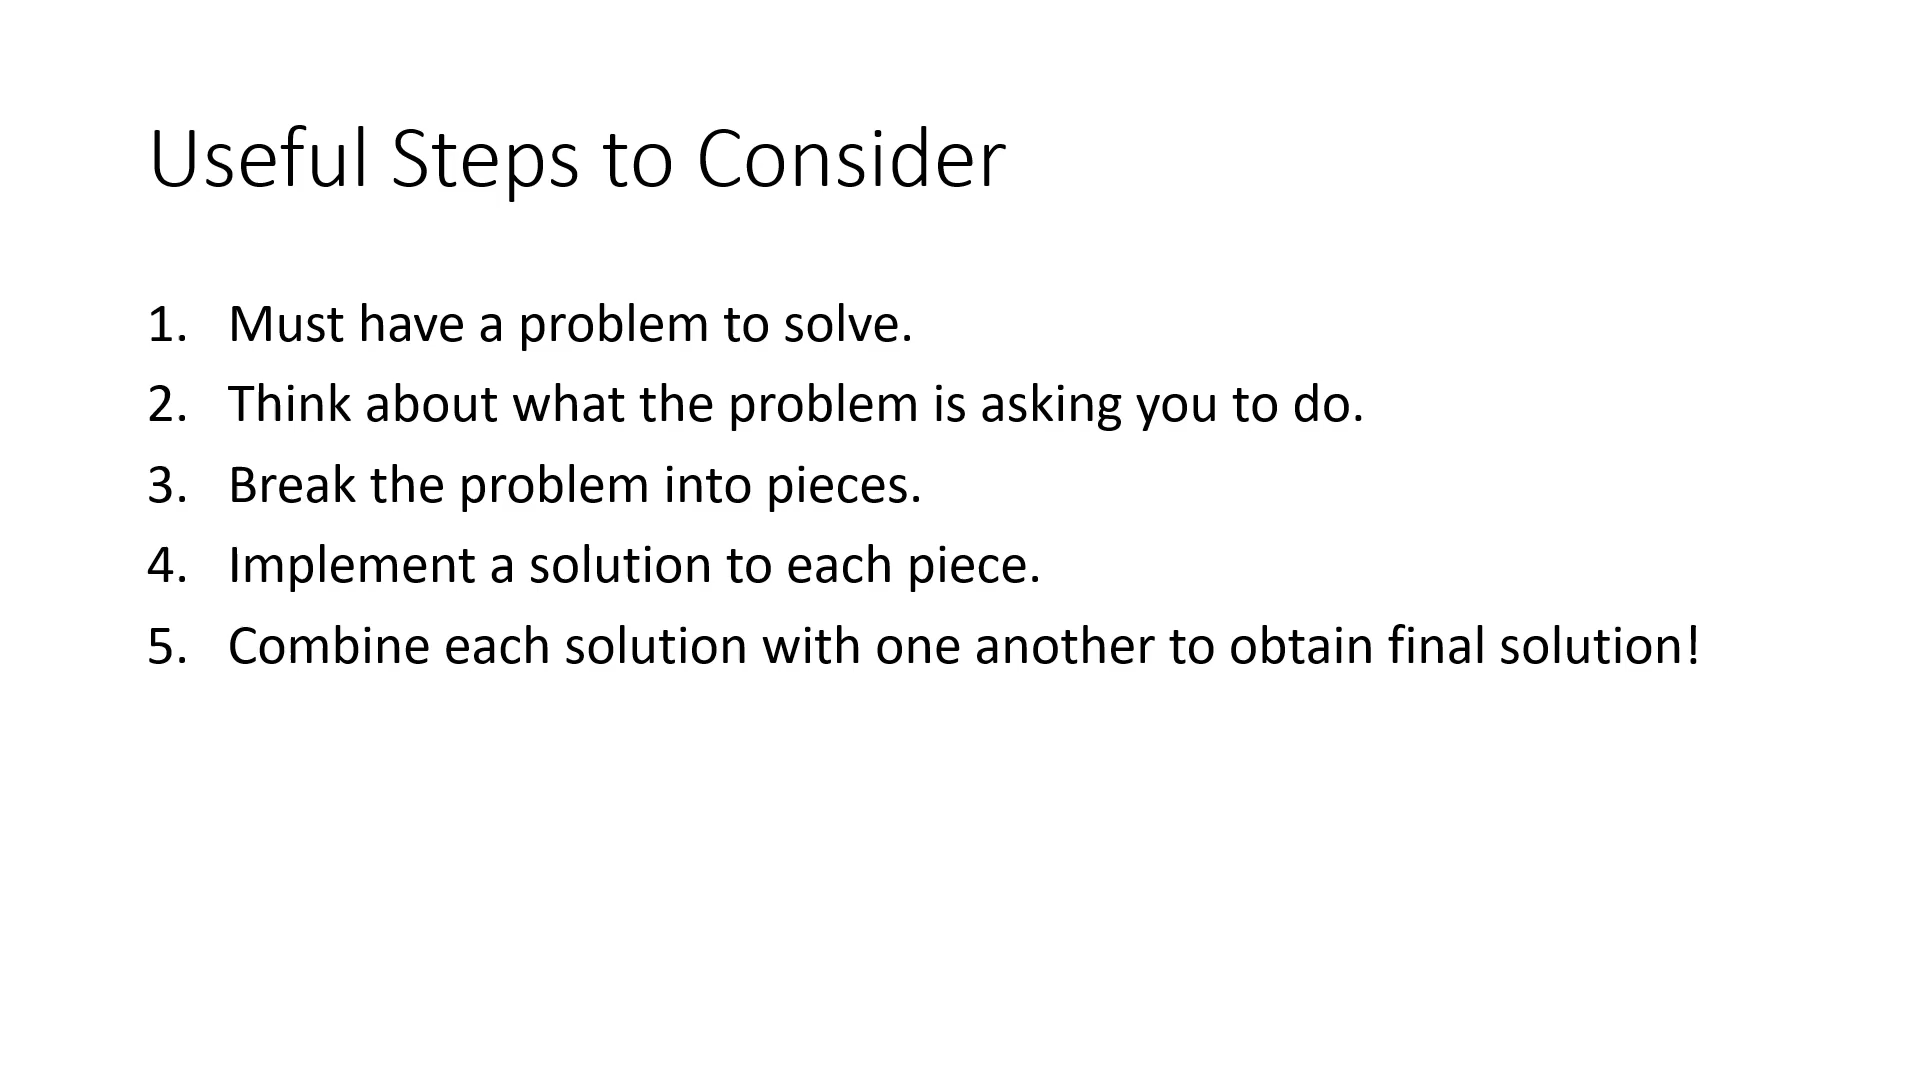 Useful Steps to Consider
1. Must have a problem to solve.
2. Think about what the problem is asking you to do.
3. Break the problem into pieces.
4. Implement a solution to each piece.
5. Combine each solution with one another to obtain final solution!